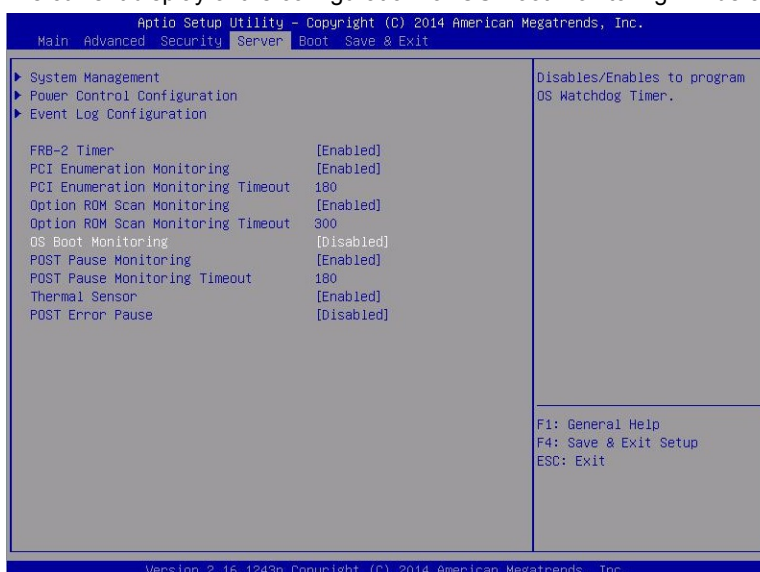 Aptio Setup Utility – Copyright (C) 2014 American Megatrends, Inc.
Main Advanced Security Server Boot Save & Exit
System Management
Power Control Configuration
Event Log Configuration
FRB-2 Timer [Enabled]
PCI Enumeration Monitoring [Enabled]
PCI Enumeration Monitoring Timeout 180
Option ROM Scan Monitoring [Enabled]
Option ROM Scan Monitoring Timeout 300
OS Boot Monitoring [Disabled]
POST Pause Monitoring [Enabled]
POST Pause Monitoring Timeout 180
Thermal Sensor [Enabled]
POST Error Pause [Disabled]
Disables/Enables to program
OS Watchdog Timer.
F1: General Help
F4: Save & Exit Setup
ESC: Exit
Version 2.16.1243n Copyright (C) 2014 American Megatrends, Inc.